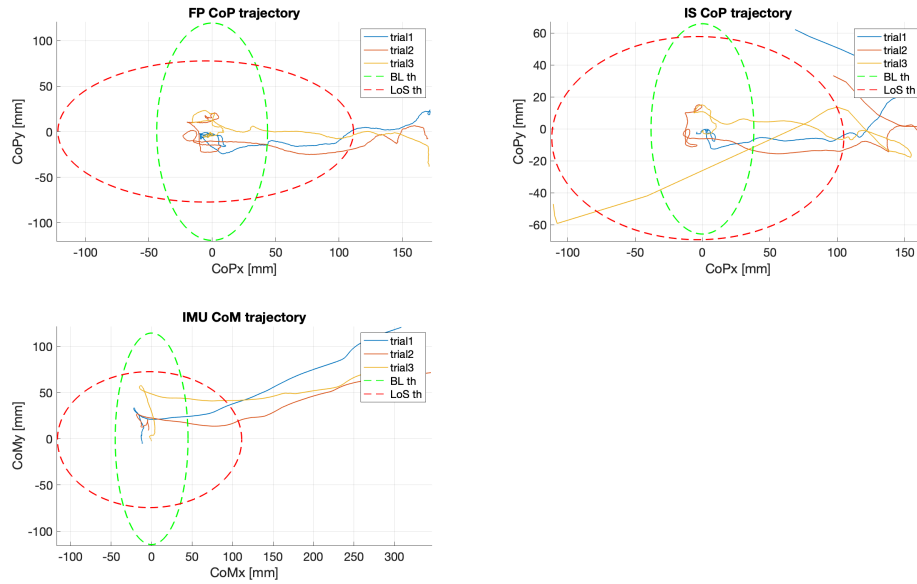 FP CoP trajectory
CoPy [mm]
100
50
0
-50
-100
-100
-50
0
50
100
150
CoPx [mm]
trial1
trial2
trial3
BL th
LoS th
IS CoP trajectory
CoPy [mm]
60
40
20
0
-20
-40
-60
-100
-50
0
50
100
150
CoPx [mm]
trial1
trial2
trial3
BL th
LoS th
IMU CoM trajectory
CoMy [mm]
100
50
0
-50
-100
-100
-50
0
50
100
150
200
250
300
CoMx [mm]
trial1
trial2
trial3
BL th
LoS th